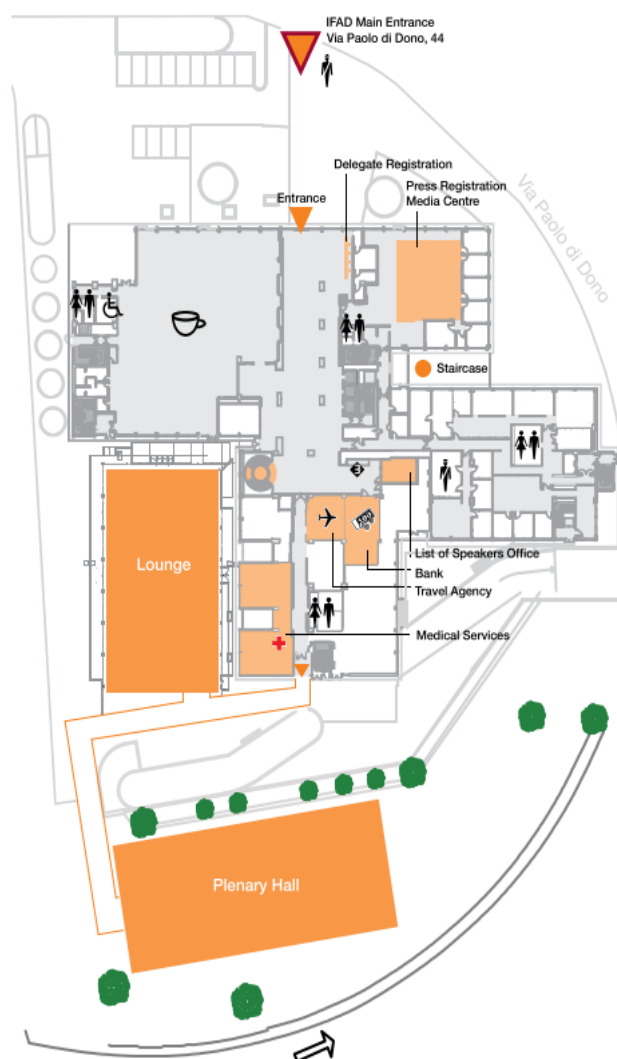 IFAD Main Entrance
Via Paolo di Dono, 44
Delegate Registration
Press Registration
Media Centre
Entrance
Via Paolo di Dono
Staircase
3
List of Speakers Office
Bank
Travel Agency
Medical Services
Lounge
Plenary Hall